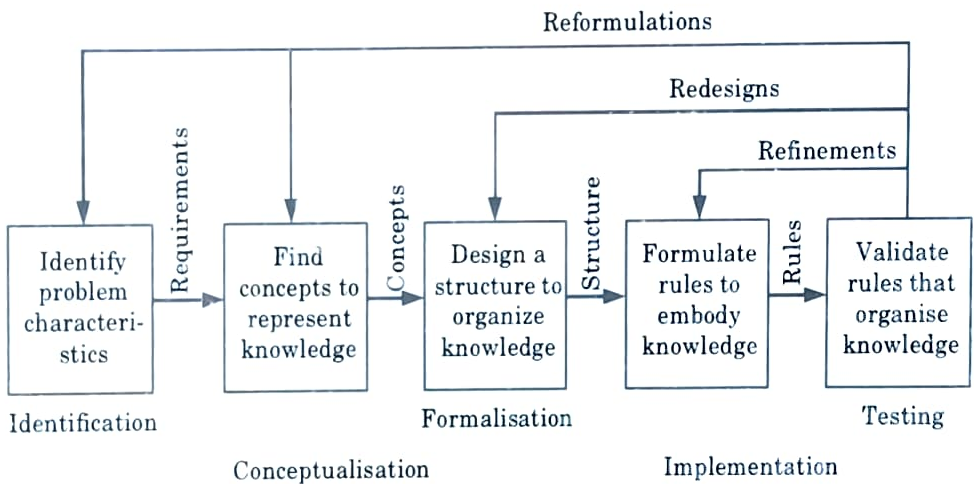 Reformulations
Redesigns
Refinements
Requirements
Concepts
Structure
Rules
Identify
problem
characteri-
stics
Find
concepts to
represent
knowledge
Design a
structure to
organize
knowledge
Formulate
rules to
embody
knowledge
Validate
rules that
organise
knowledge
Identification
Formalisation
Testing
Conceptualisation
Implementation